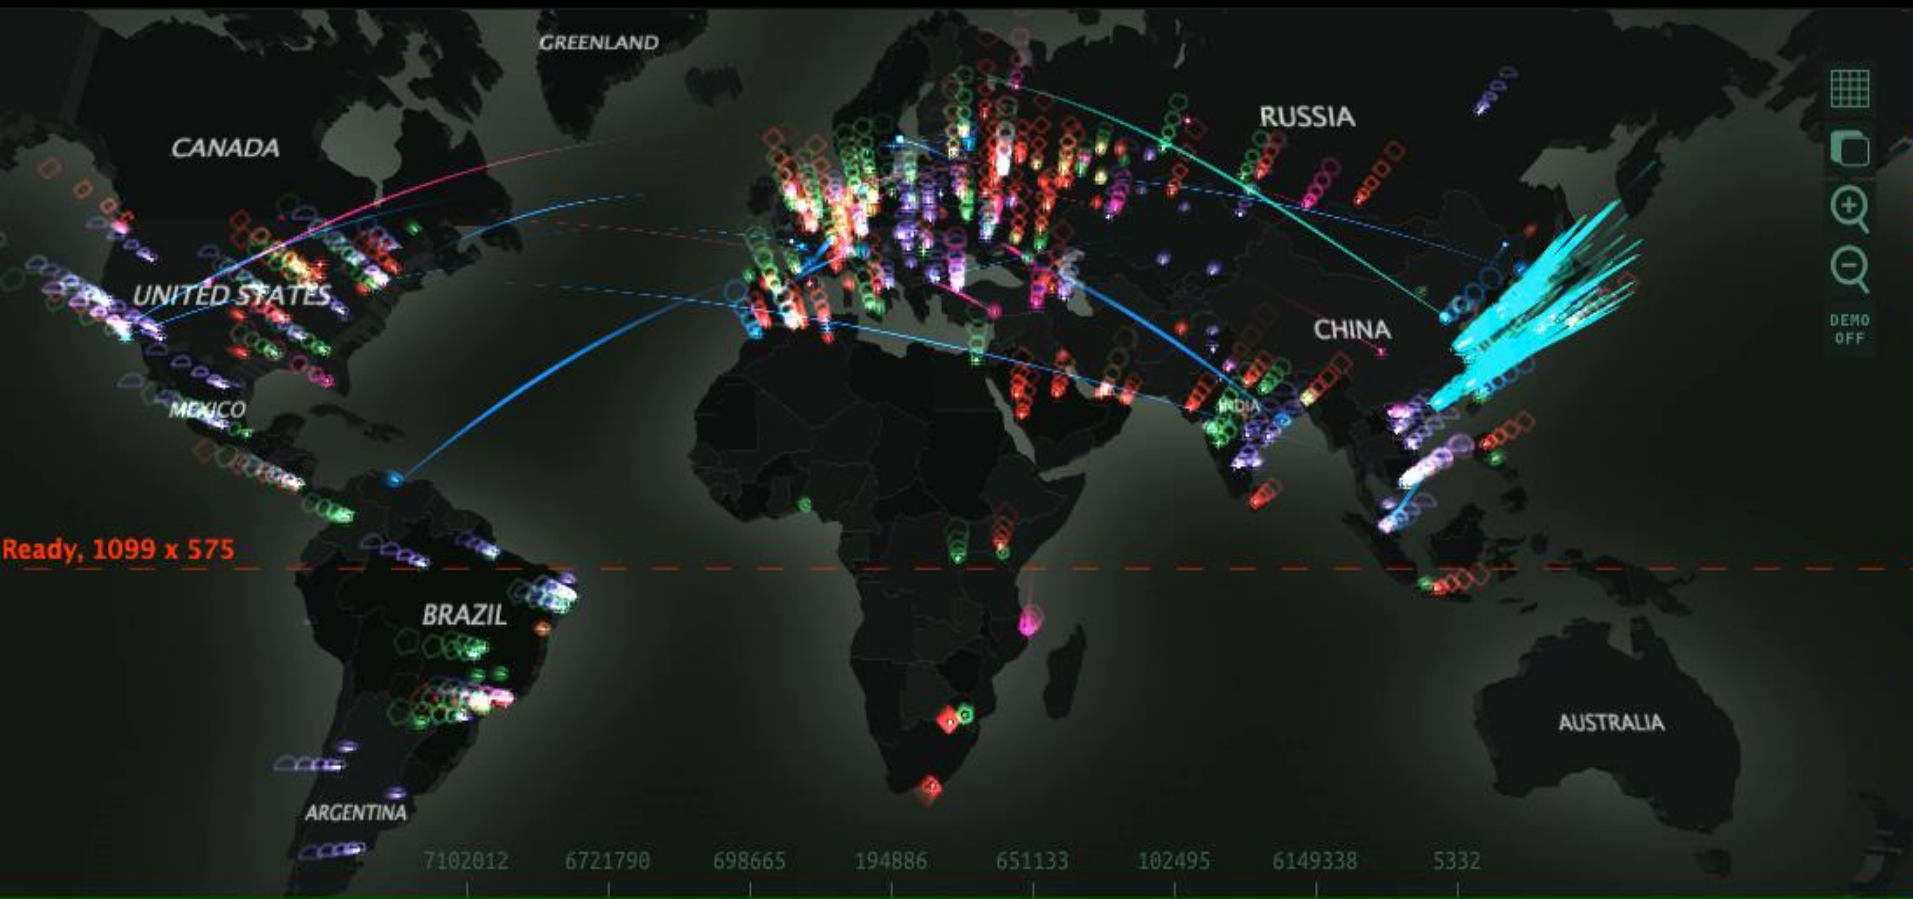 GREENLAND
RUSSIA
CANADA
UNITED STATES
CHINA
DEMO
OFF
MEXICO
INDIA
Ready, 1099 x 575
BRAZIL
AUSTRALIA
ARGENTINA
7102012 6721790 698665 194886 651133 102495 6149338 5332